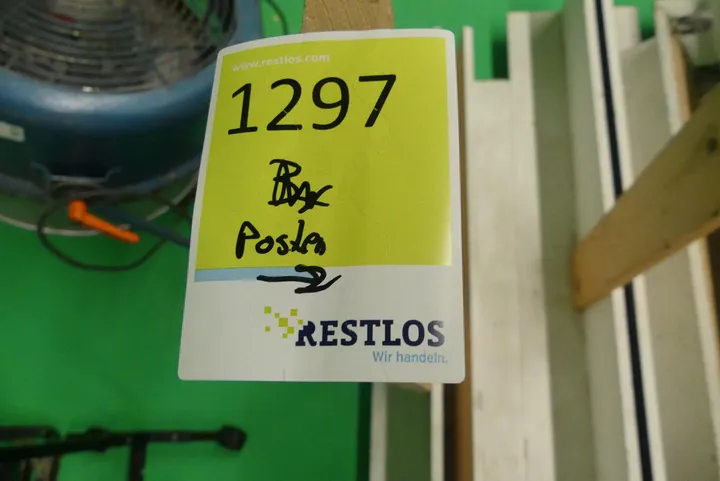 www.restlos.com
1297
Posten
RESTLOS
Wir handeln.